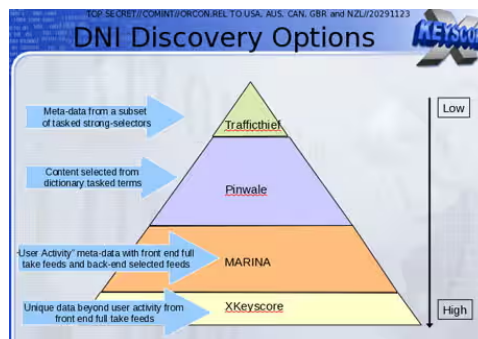 TOP SECRET//COMINT//ORCON.REL TO USA, AUS, CAN, GBR and NZL//20291123
DNI Discovery Options
KEYSCOR
Meta-data from a subset
of tasked strong-selectors
Trafficthief
Low
Content selected from
dictionary tasked terms
Pinwale
"User Activity" meta-data with front end full
take feeds and back-end selected feeds
MARINA
Unique data beyond user activity from
front end full take feeds
XKeyscore
High